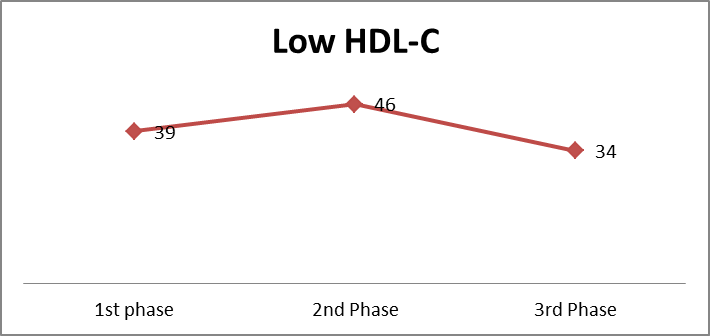 Low HDL-C
39
46
34
1st phase
2nd Phase
3rd Phase